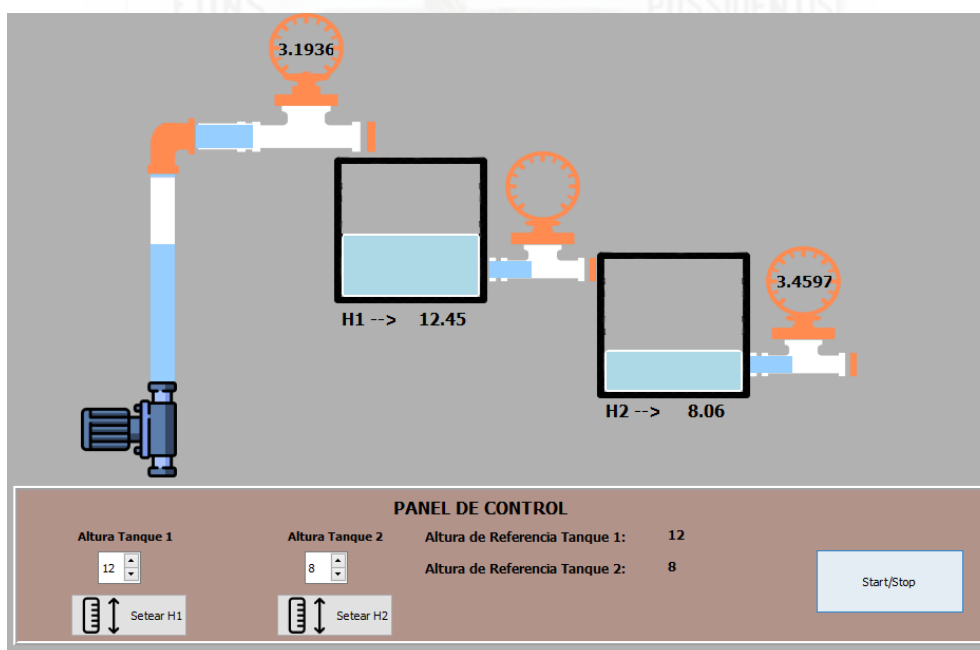 ETUNS POSSIDENTUSE
3.1936
H1 --> 12.45
3.4597
H2 --> 8.06
PANEL DE CONTROL
Altura Tanque 1 Altura Tanque 2 Altura de Referencia Tanque 1: 12
12 8 Altura de Referencia Tanque 2: 8
Start/Stop
Setear H1 Setear H2